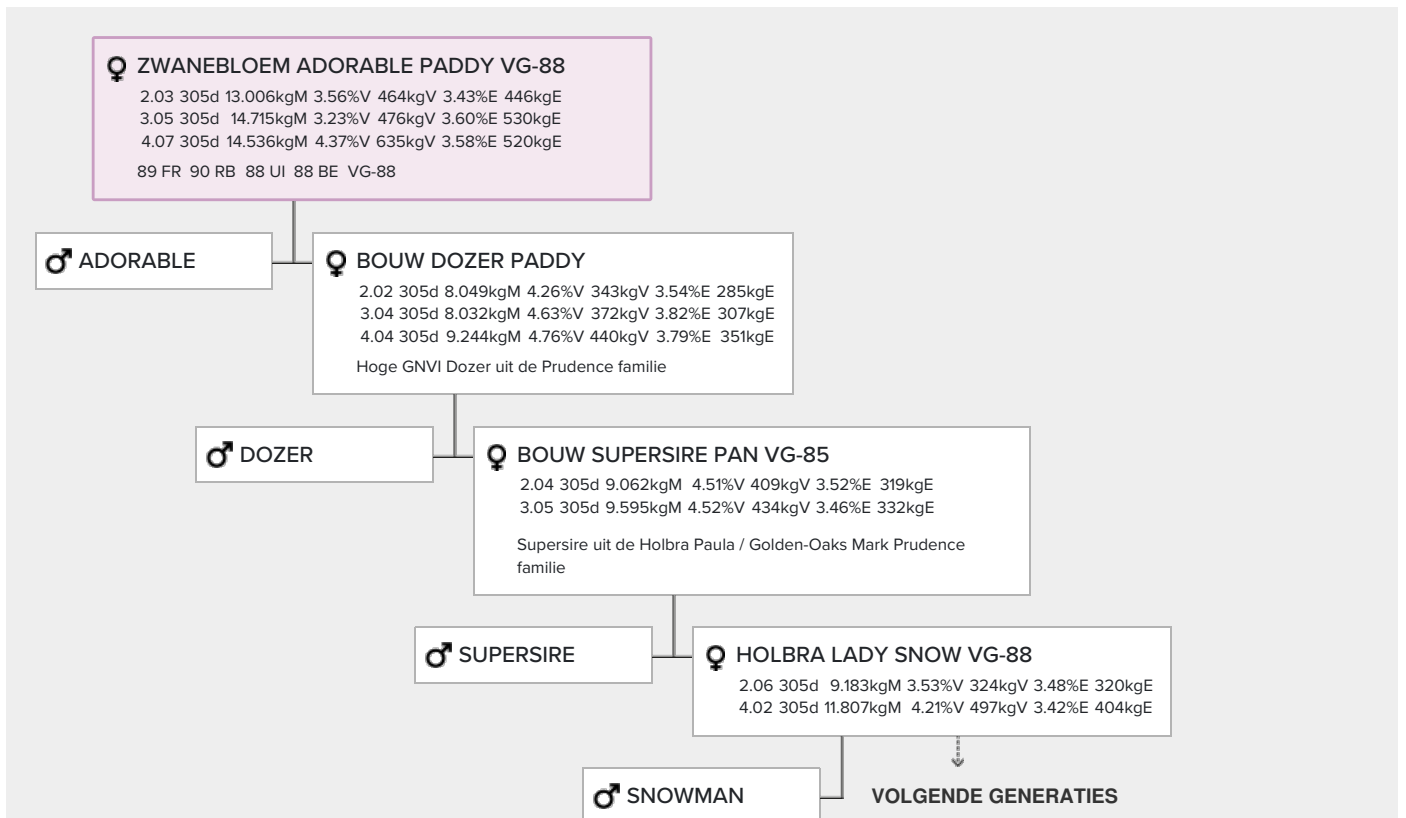 ZWANEBLOEM ADORABLE PADDY VG-88
2.03 305d 13.006kgM 3.56%V 464kgV 3.43%E 446kgE
3.05 305d 14.715kgM 3.23%V 476kgV 3.60%E 530kgE
4.07 305d 14.536kgM 4.37%V 635kgV 3.58%E 520kgE
89 FR 90 RB 88 UI 88 BE VG-88
ADORABLE
BOUW DOZER PADDY
2.02 305d 8.049kgM 4.26%V 343kgV 3.54%E 285kgE
3.04 305d 8.032kgM 4.63%V 372kgV 3.82%E 307kgE
4.04 305d 9.244kgM 4.76%V 440kgV 3.79%E 351kgE
Hoge GNVI Dozer uit de Prudence familie
DOZER
BOUW SUPERSIRE PAN VG-85
2.04 305d 9.062kgM 4.51%V 409kgV 3.52%E 319kgE
3.05 305d 9.595kgM 4.52%V 434kgV 3.46%E 332kgE
Supersire uit de Holbra Paula / Golden-Oaks Mark Prudence
familie
SUPERSIRE
HOLBRA LADY SNOW VG-88
2.06 305d 9.183kgM 3.53%V 324kgV 3.48%E 320kgE
4.02 305d 11.807kgM 4.21%V 497kgV 3.42%E 404kgE
SNOWMAN
VOLGENDE GENERATIES